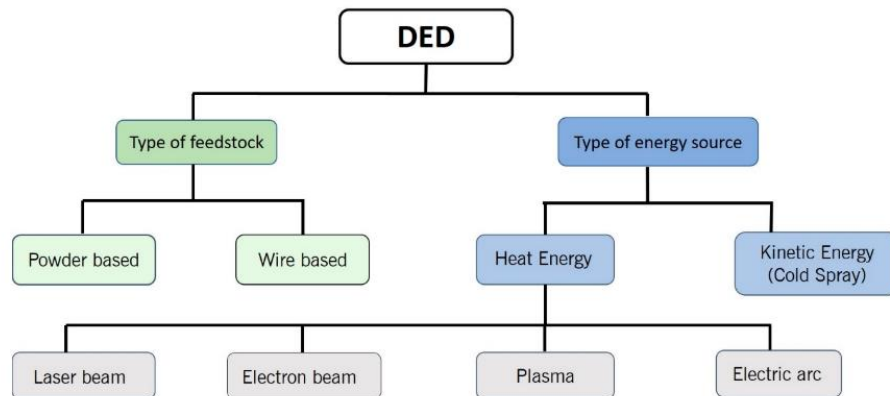 DED
Type of feedstock
Type of energy source
Powder based
Wire based
Heat Energy
Kinetic Energy
(Cold Spray)
Laser beam
Electron beam
Plasma
Electric arc